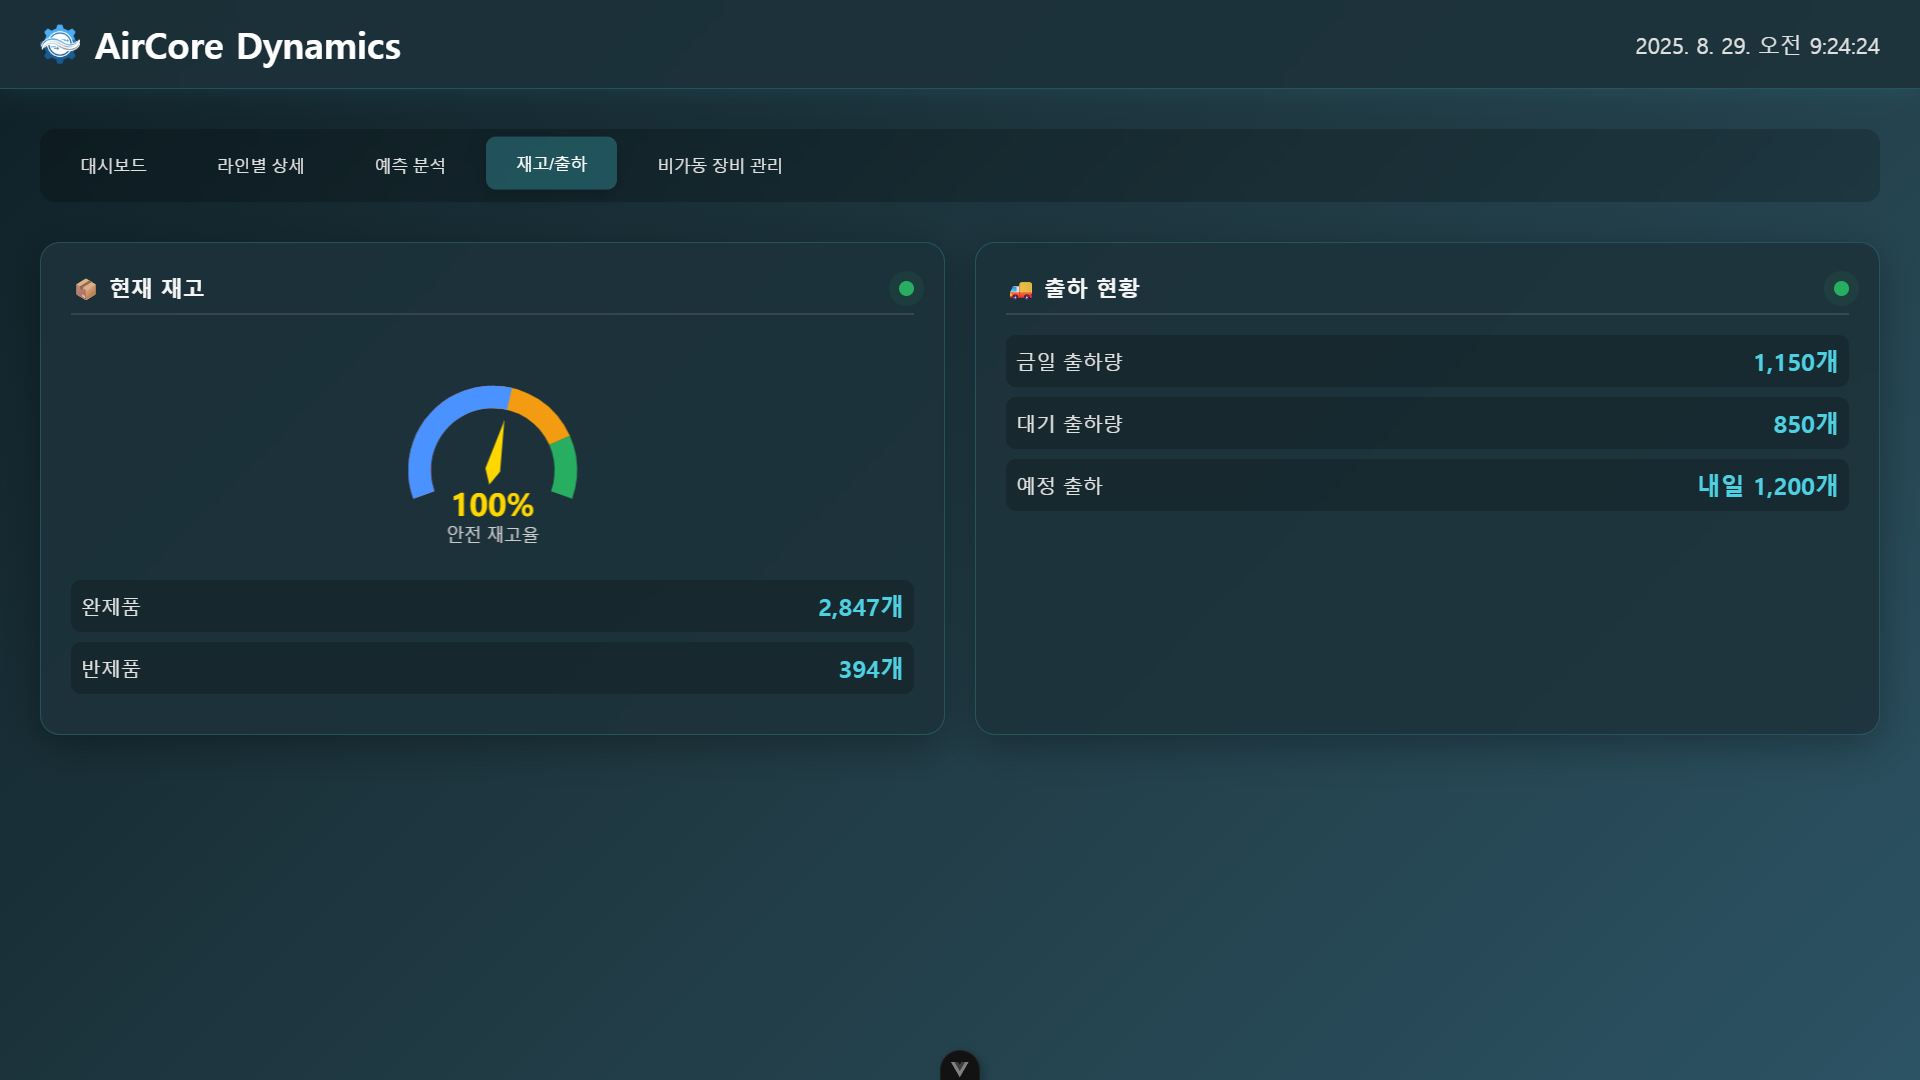 AirCore Dynamics
2025. 8. 29. 오전 9:24:24
대시보드
라인별 상세
예측 분석
재고/출하
비가동 장비 관리
현재 재고
100%
안전 재고율
완제품 2,847개
반제품 394개
출하 현황
금일 출하량 1,150개
대기 출하량 850개
예정 출하 내일 1,200개